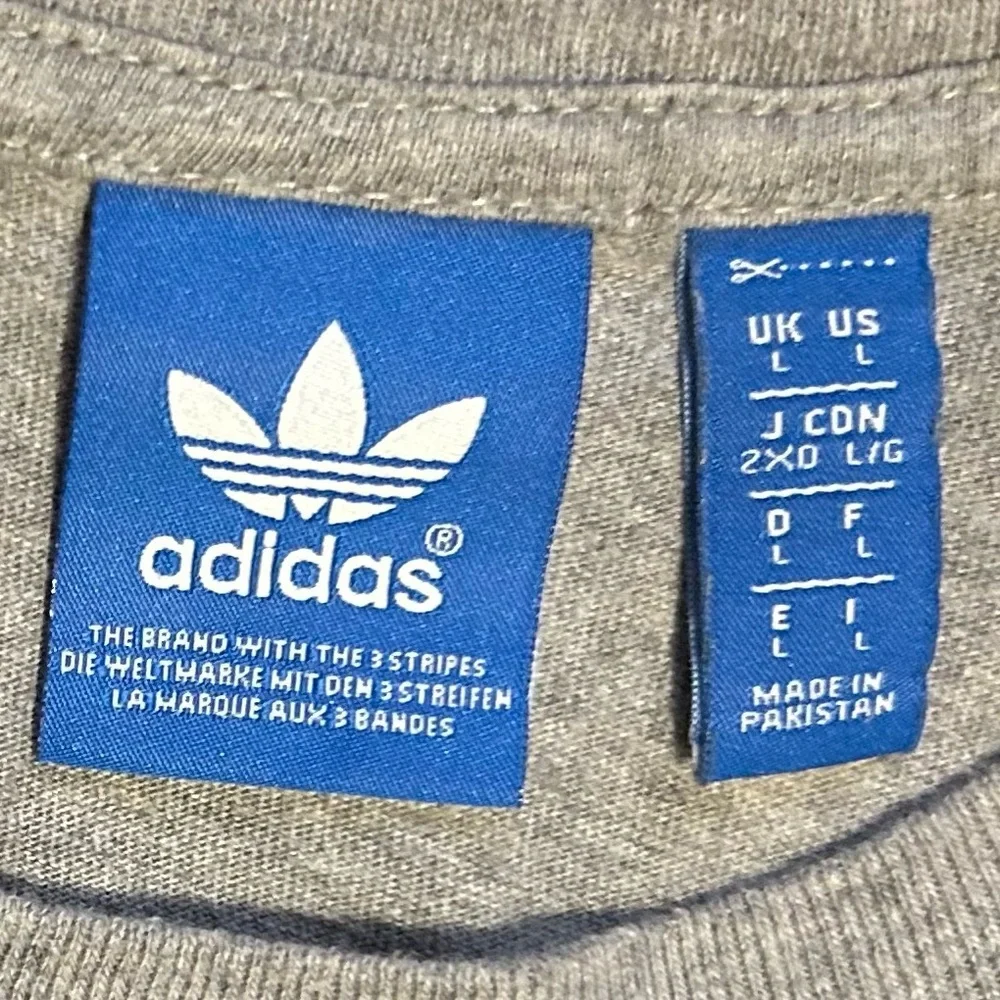 adidas®
THE BRAND WITH THE 3 STRIPES
DIE WELTMARKE MIT DEN 3 STREIFEN
LA MARQUE AUX 3 BANDES
UK US
L L
J CDN
2XO L/G
D F
L L
E I
L L
MADE IN
PAKISTAN